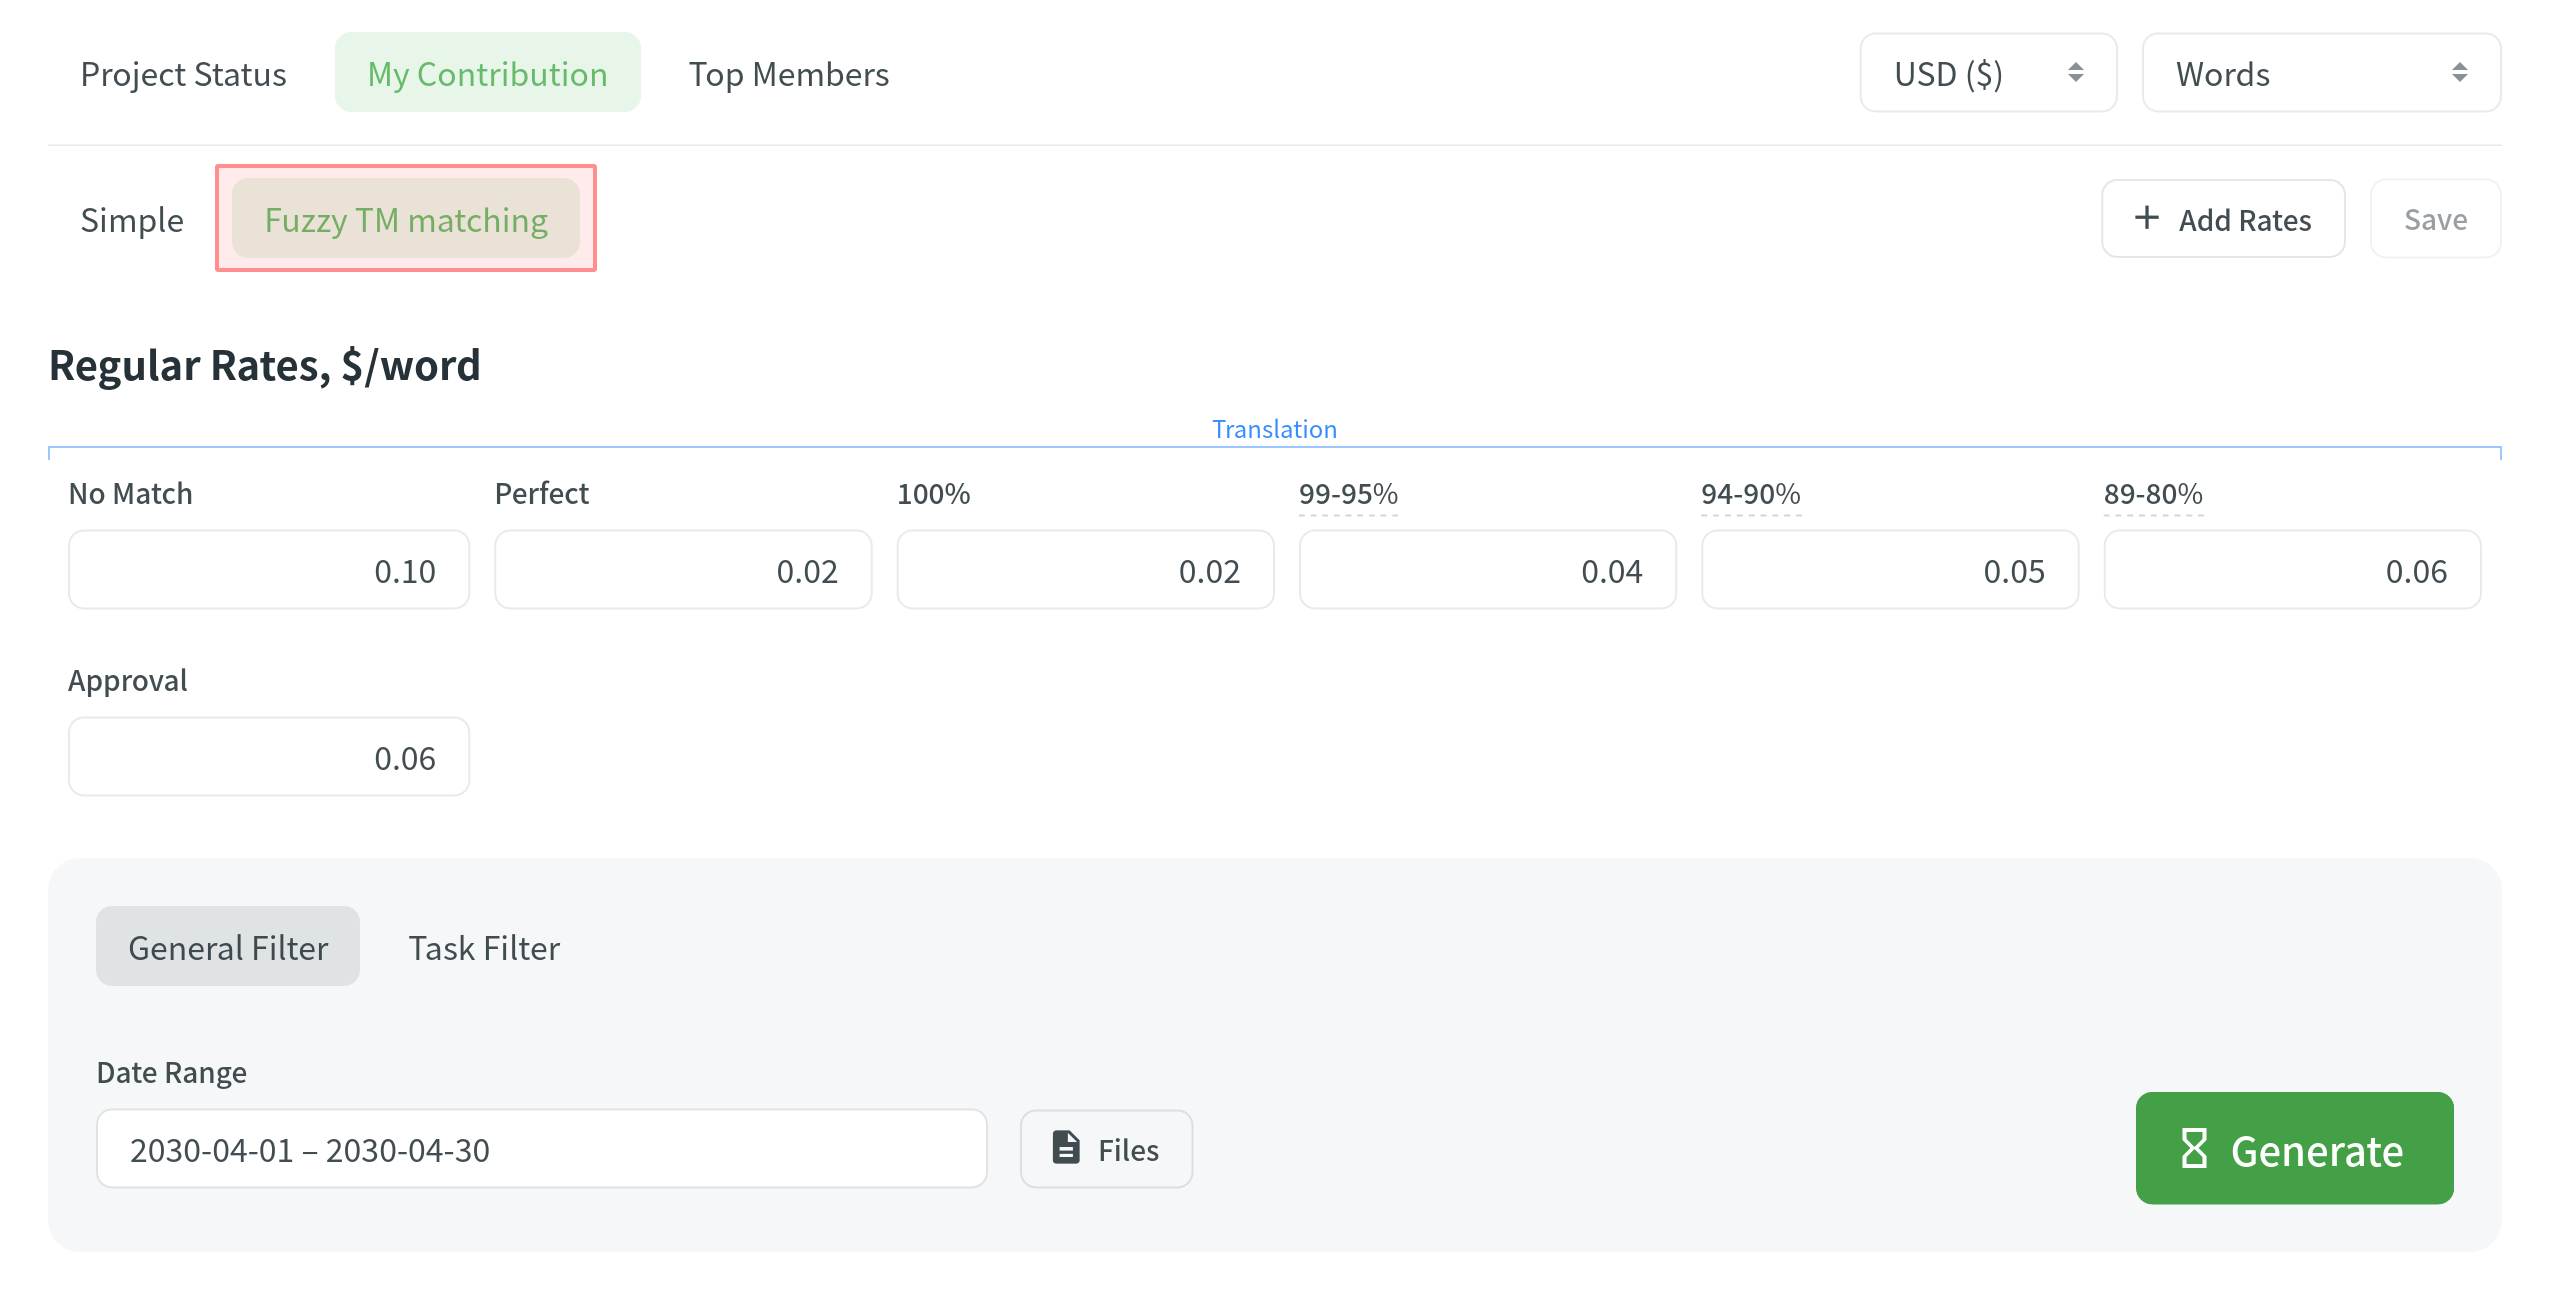 Project Status My Contribution Top Members USD ($) Words
Simple Fuzzy TM matching Add Rates Save
Regular Rates, $/word
Translation
No Match Perfect 100% 99-95% 94-90% 89-80%
0.10 0.02 0.02 0.04 0.05 0.06
Approval
0.06
General Filter Task Filter
Date Range
2030-04-01 – 2030-04-30 Files Generate